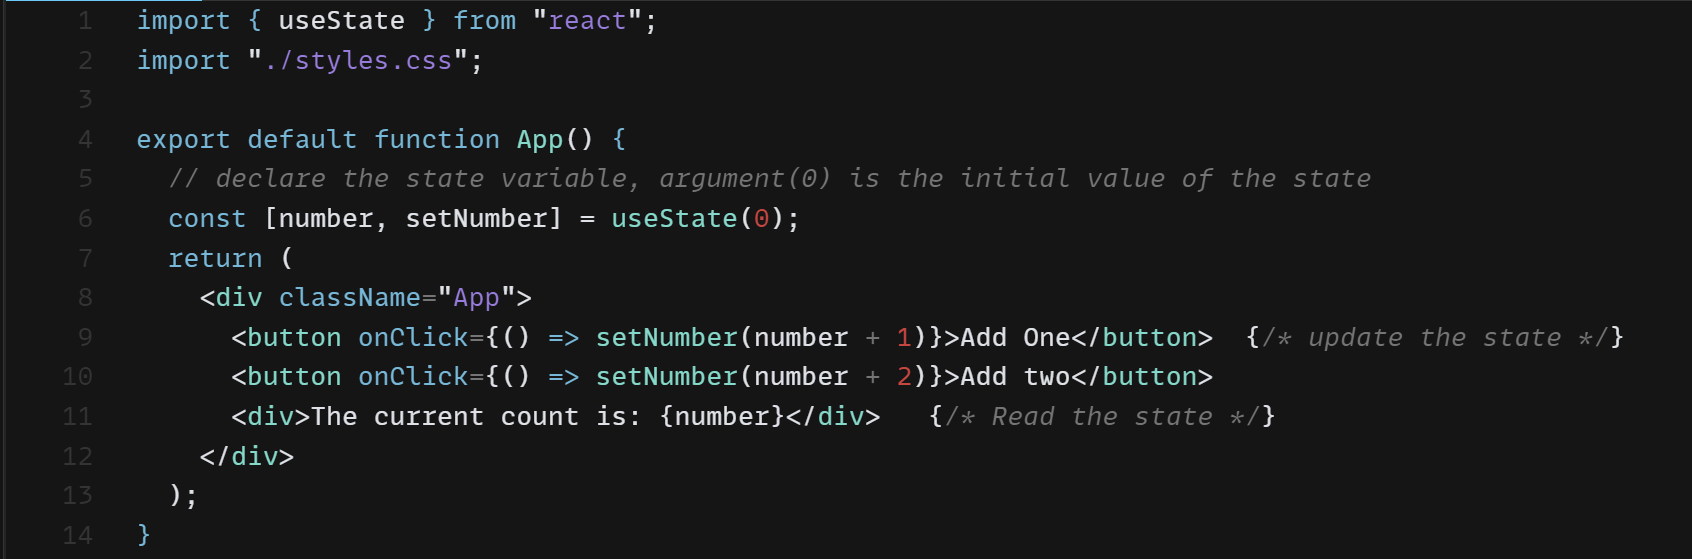 1 import { useState } from "react";
2 import "./styles.css";
3
4 export default function App() {
5   // declare the state variable, argument(0) is the initial value of the state
6   const [number, setNumber] = useState(0);
7   return (
8     <div className="App">
9       <button onClick={() => setNumber(number + 1)}>Add One</button>  {/* update the state */}
10       <button onClick={() => setNumber(number + 2)}>Add two</button>
11       <div>The current count is: {number}</div>   {/* Read the state */}
12     </div>
13   );
14 }